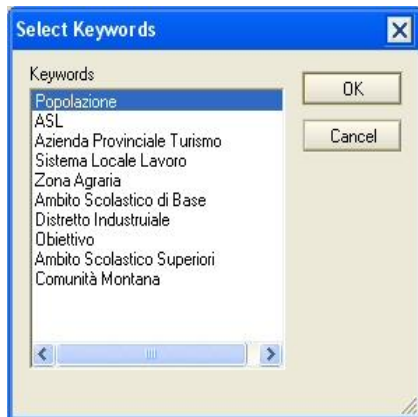 Select Keywords
Keywords
Popolazione
ASL
Azienda Provinciale Turismo
Sistema Locale Lavoro
Zona Agraria
Ambito Scolastico di Base
Distretto Industruiale
Obiettivo
Ambito Scolastico Superiori
Comunità Montana
OK
Cancel